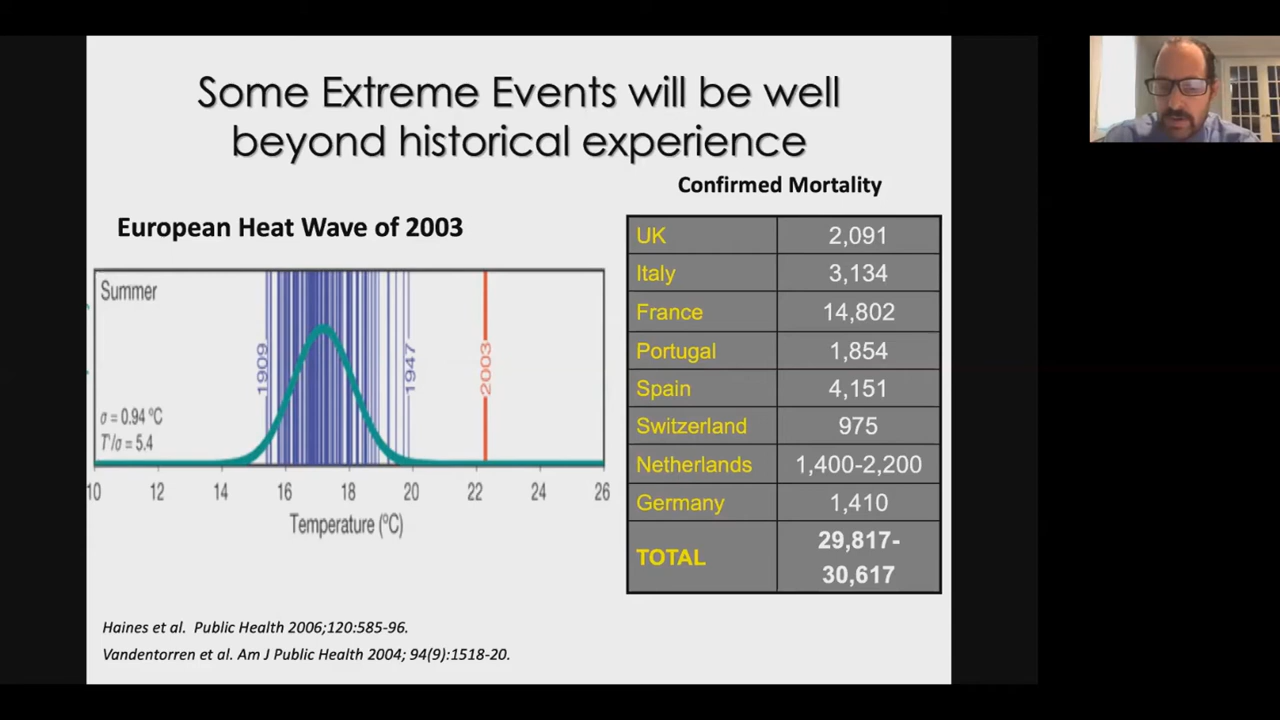 Some Extreme Events will be well
beyond historical experience
Confirmed Mortality
European Heat Wave of 2003
Summer
1909
1947
2003
σ = 0.94 °C
T'/σ = 5.4
10 12 14 16 18 20 22 24 26
Temperature (°C)
UK 2,091
Italy 3,134
France 14,802
Portugal 1,854
Spain 4,151
Switzerland 975
Netherlands 1,400-2,200
Germany 1,410
TOTAL 29,817-
30,617
Haines et al. Public Health 2006;120:585-96.
Vandentorren et al. Am J Public Health 2004; 94(9):1518-20.